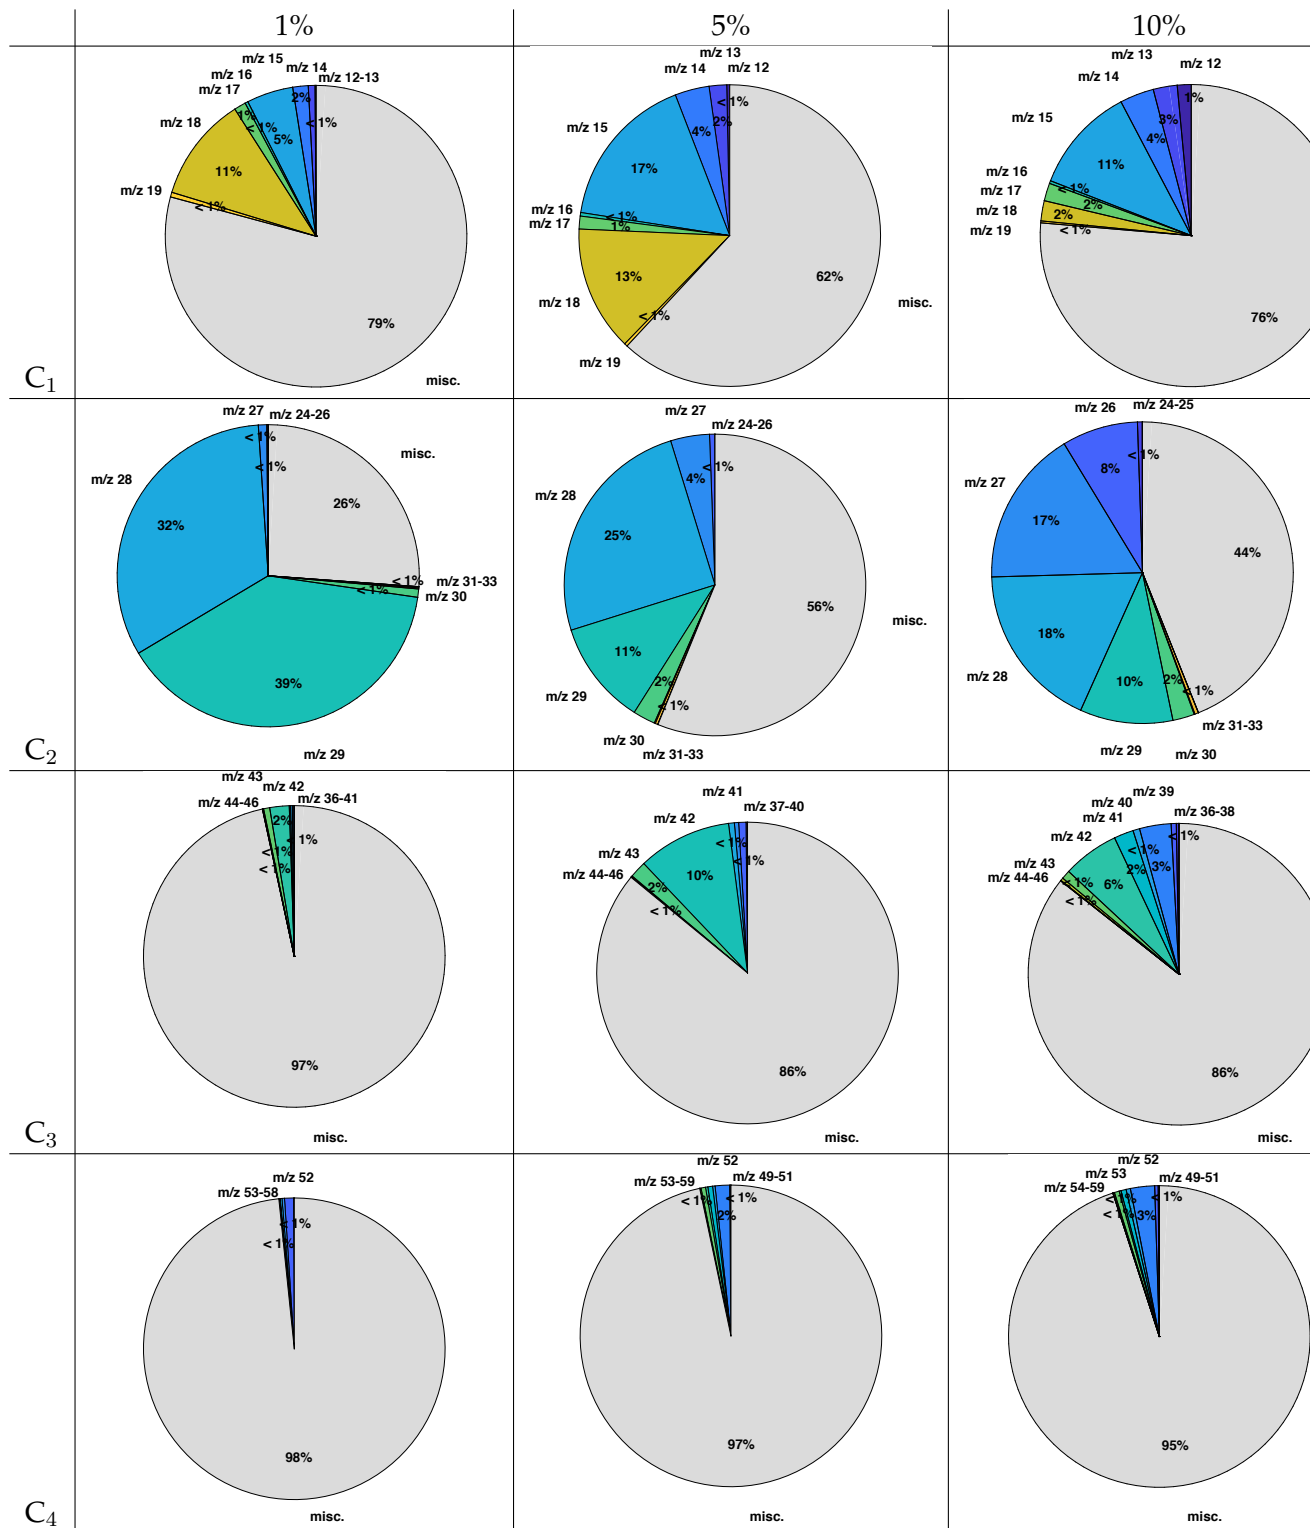 1%
5%
10%
C1
m/z 15
m/z 14
m/z 16
m/z 12-13
m/z 17
m/z 18
m/z 19
2%
< 1%
1%
< 1%
5%
11%
< 1%
79%
misc.
m/z 13
m/z 14
m/z 12
m/z 15
< 1%
2%
4%
17%
m/z 16
< 1%
m/z 17
1%
13%
62%
m/z 18
< 1%
misc.
m/z 19
m/z 13
m/z 12
m/z 14
1%
m/z 15
3%
4%
11%
m/z 16
< 1%
m/z 17
2%
m/z 18
2%
m/z 19
< 1%
76%
C2
m/z 27
m/z 24-26
< 1%
< 1%
misc.
m/z 28
26%
32%
< 1%
m/z 31-33
< 1%
m/z 30
39%
m/z 29
m/z 27
m/z 24-26
< 1%
4%
m/z 28
25%
56%
misc.
11%
2%
m/z 29
< 1%
m/z 30
m/z 31-33
m/z 24-25
m/z 26
< 1%
8%
m/z 27
17%
44%
18%
m/z 28
10%
2%
< 1%
m/z 31-33
m/z 29
m/z 30
C3
m/z 43
m/z 42
m/z 44-46
m/z 36-41
2%
< 1%
< 1%
< 1%
97%
misc.
m/z 41
m/z 37-40
m/z 42
< 1%
< 1%
m/z 43
10%
m/z 44-46
2%
< 1%
86%
misc.
m/z 39
m/z 40
m/z 36-38
m/z 41
< 1%
m/z 42
< 1%
3%
2%
m/z 43
6%
m/z 44-46
< 1%
< 1%
86%
misc.
C4
m/z 52
m/z 53-58
< 1%
< 1%
98%
misc.
m/z 52
m/z 53-59
m/z 49-51
< 1%
< 1%
2%
97%
misc.
m/z 52
m/z 53
m/z 49-51
m/z 54-59
< 1%
< 1%
< 1%
3%
95%
misc.